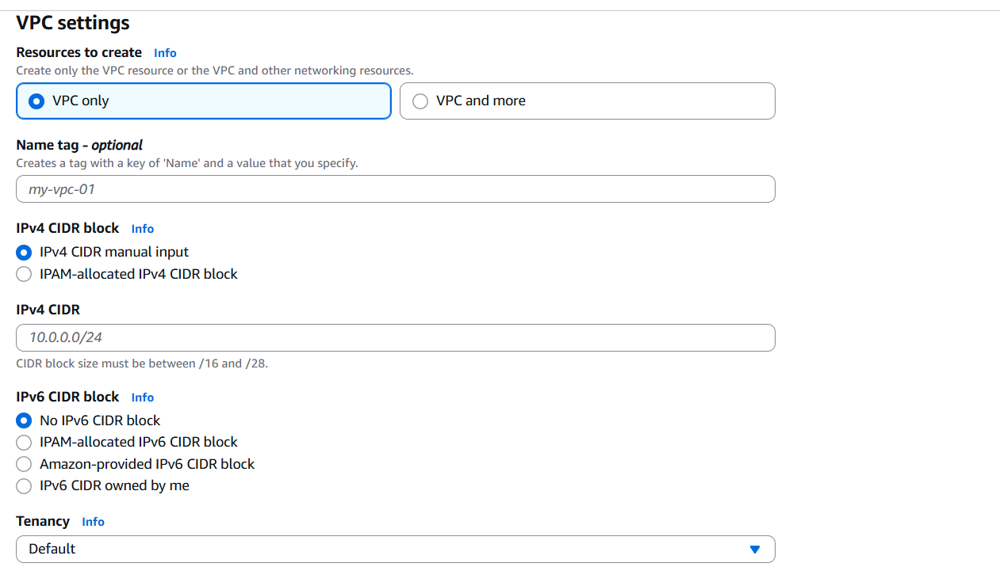 VPC settings
Resources to create Info
Create only the VPC resource or the VPC and other networking resources.
VPC only
VPC and more
Name tag - optional
Creates a tag with a key of 'Name' and a value that you specify.
my-vpc-01
IPv4 CIDR block Info
IPv4 CIDR manual input
IPAM-allocated IPv4 CIDR block
IPv4 CIDR
10.0.0.0/24
CIDR block size must be between /16 and /28.
IPv6 CIDR block Info
No IPv6 CIDR block
IPAM-allocated IPv6 CIDR block
Amazon-provided IPv6 CIDR block
IPv6 CIDR owned by me
Tenancy Info
Default